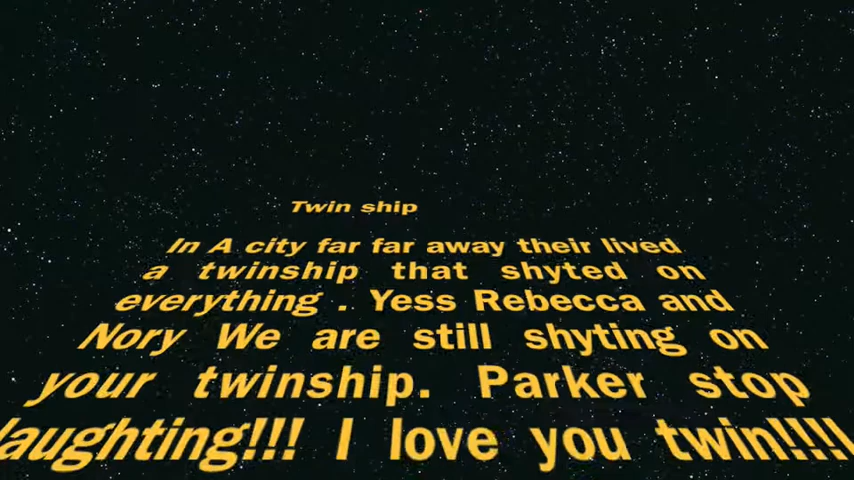 Twin ship
In A city far far away their lived
a twinship that shyted on
everything . Yess Rebecca and
Nory We are still shyting on
your twinship. Parker stop
laughting!!! I love you twin!!!!